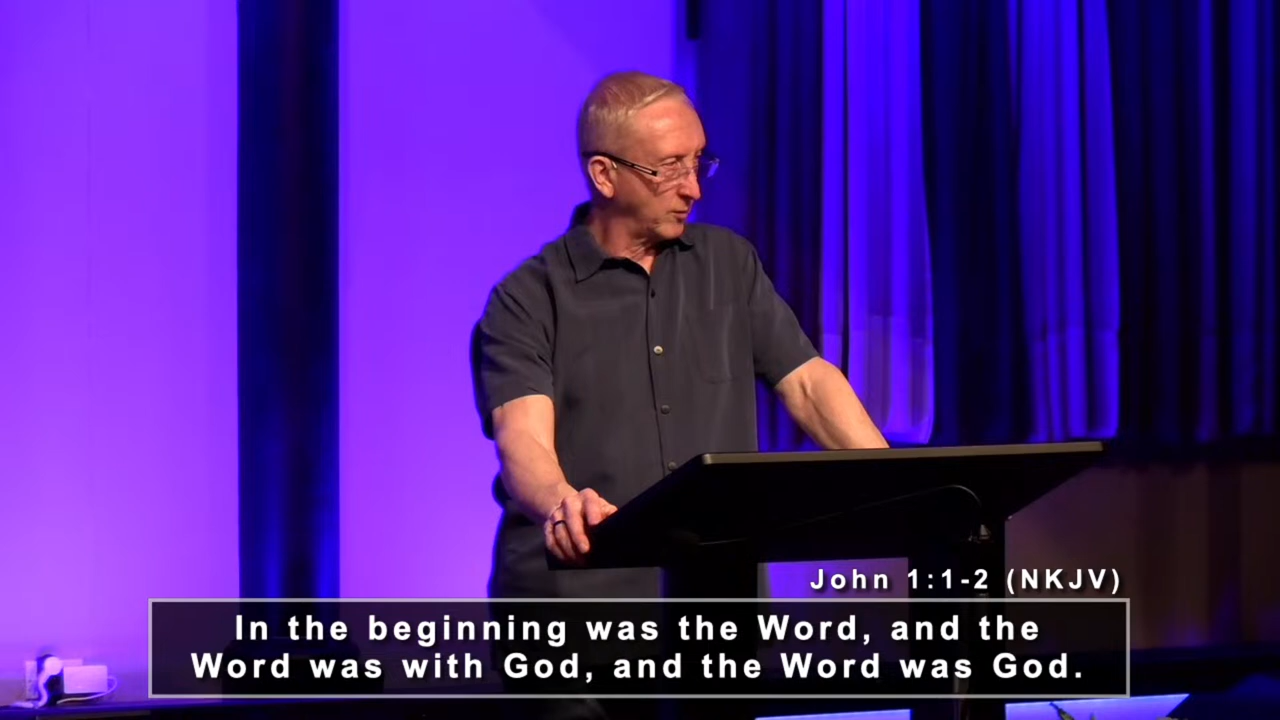 John 1:1-2 (NKJV)
In the beginning was the Word, and the
Word was with God, and the Word was God.